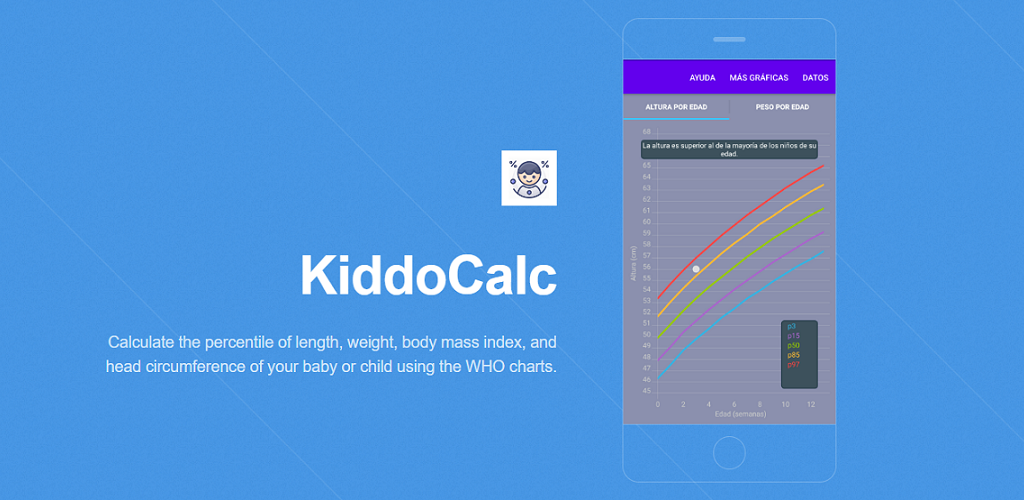 KiddoCalc
Calculate the percentile of length, weight, body mass index, and
head circumference of your baby or child using the WHO charts.
AYUDA MÁS GRÁFICAS DATOS
ALTURA POR EDAD PESO POR EDAD
La altura es superior al de la mayoría de los niños de su
edad.
Altura (cm)
68
65
64
63
62
61
60
59
58
57
56
55
54
53
52
51
50
49
48
47
46
45
p3
p15
p50
p85
p97
0 2 4 6 8 10 12
Edad (semanas)